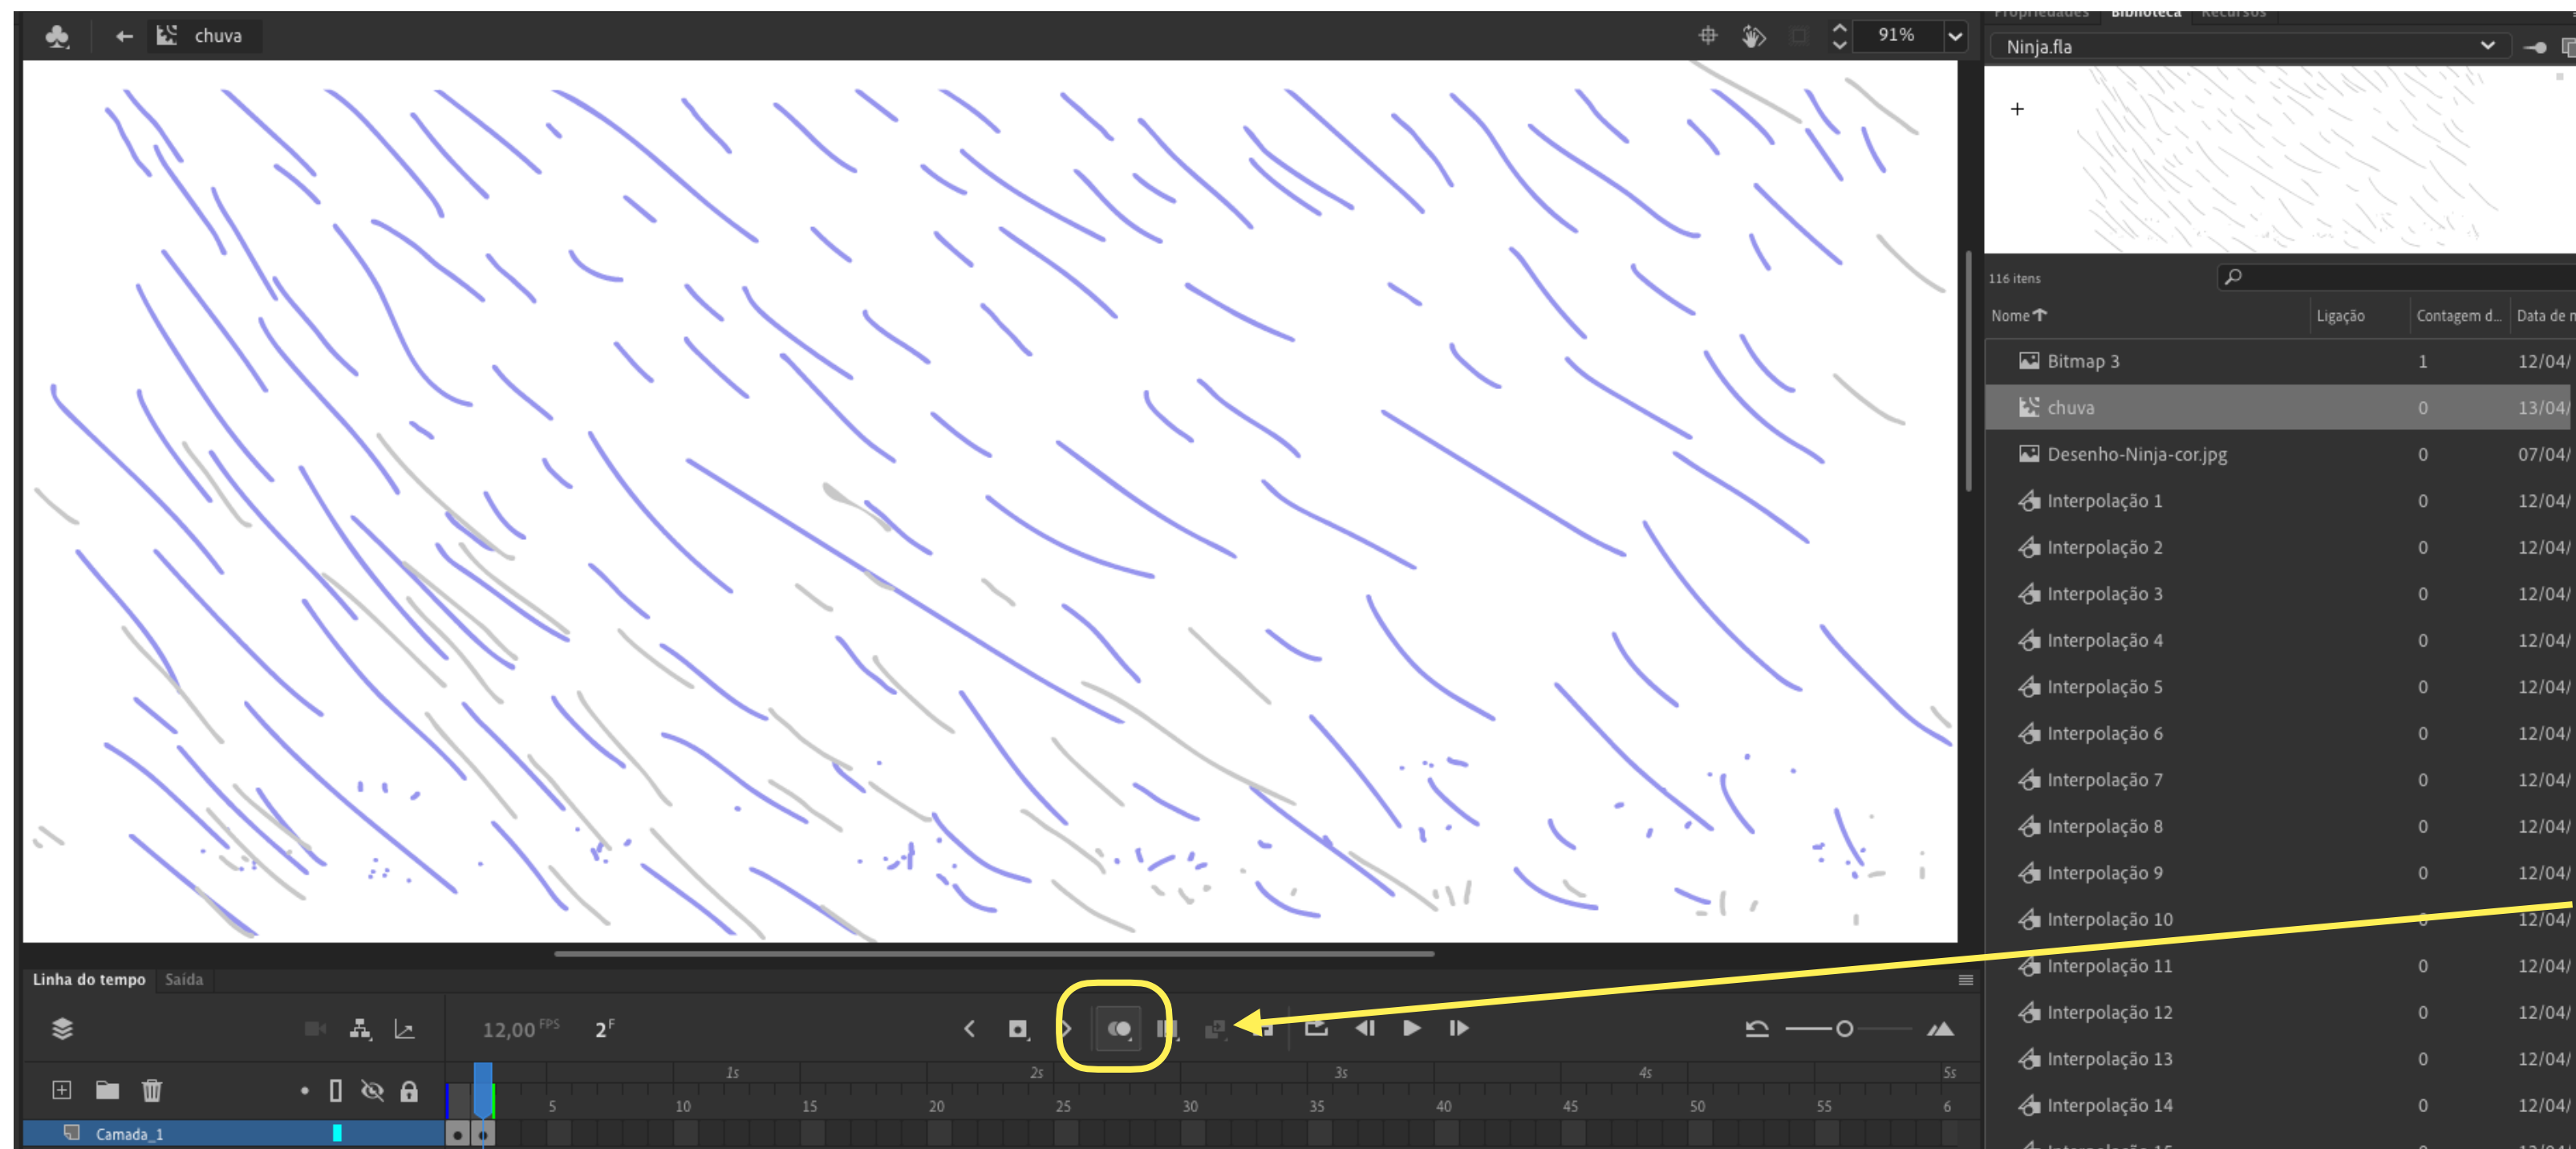 chuva
91%
Propriedades Biblioteca Recursos
Ninja.fla
116 itens
Nome Ligação Contagem d... Data de
Bitmap 3 1 12/04/
chuva 0 13/04/
Desenho-Ninja-cor.jpg 0 07/04/
Interpolação 1 0 12/04/
Interpolação 2 0 12/04/
Interpolação 3 0 12/04/
Interpolação 4 0 12/04/
Interpolação 5 0 12/04/
Interpolação 6 0 12/04/
Interpolação 7 0 12/04/
Interpolação 8 0 12/04/
Interpolação 9 0 12/04/
Interpolação 10 0 12/04/
Interpolação 11 0 12/04/
Interpolação 12 0 12/04/
Interpolação 13 0 12/04/
Interpolação 14 0 12/04/
Linha do tempo Saída
12,00 FPS 2F
1s 2s 3s 4s 5s
5 10 15 20 25 30 35 40 45 50 55 6
Camada_1